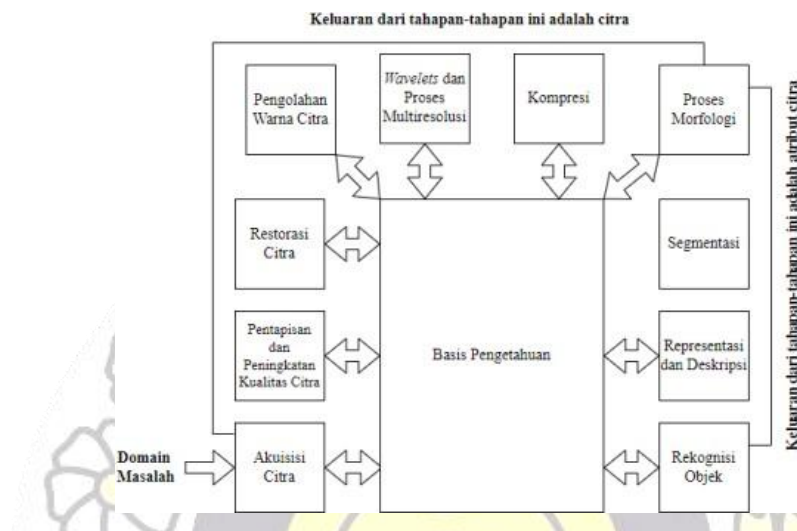 Keluaran dari tahapan-tahapan ini adalah citra
Pengolahan
Warna Citra
Wavelets dan
Proses
Multiresolusi
Kompresi
Proses
Morfologi
Restorasi
Citra
Segmentasi
Pentapisan
dan
Peningkatan
Kualitas Citra
Basis Pengetahuan
Representasi
dan Deskripsi
Domain
Masalah
Akuisisi
Citra
Rekognisi
Objek
Keluaran dari tahapan-tahapan ini adalah atribut citra